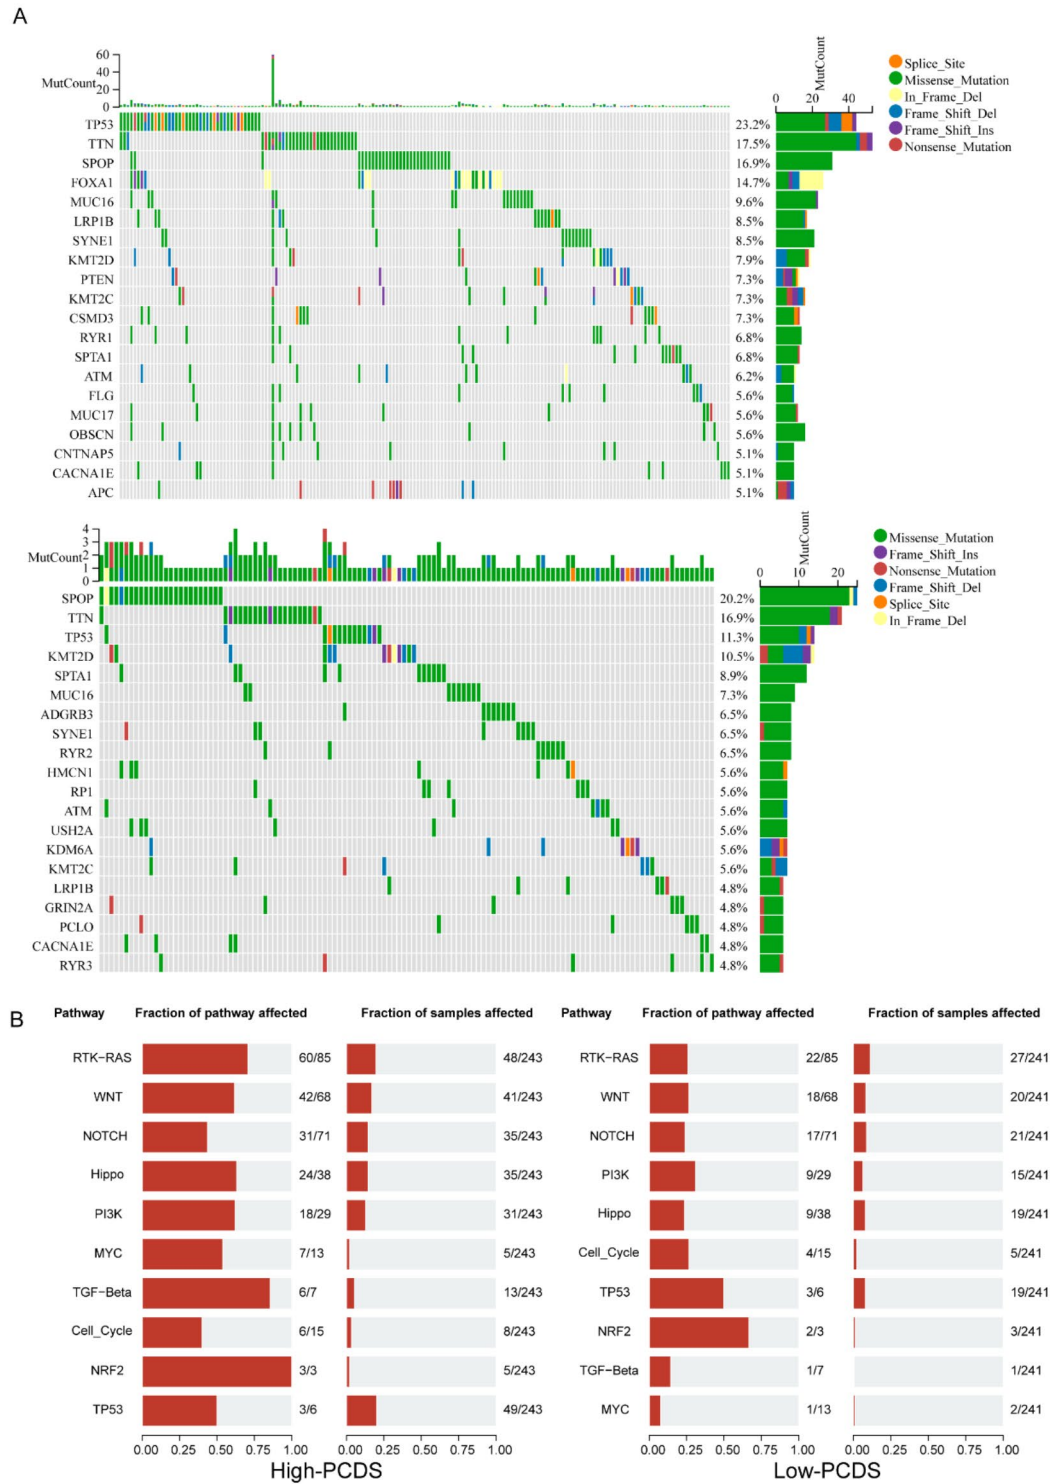 A
60
40
20
0
MutCount
0 20 40
MutCount
Splice_Site
Missense_Mutation
In_Frame_Del
Frame_Shift_Del
Frame_Shift_Ins
Nonsense_Mutation
TP53 23.2%
TTN 17.5%
SPOP 16.9%
FOXA1 14.7%
MUC16 9.6%
LRP1B 8.5%
SYNE1 8.5%
KMT2D 7.9%
PTEN 7.3%
KMT2C 7.3%
CSMD3 7.3%
RYR1 6.8%
SPTA1 6.8%
ATM 6.2%
FLG 5.6%
MUC17 5.6%
OBSCN 5.6%
CNTNAP5 5.1%
CACNA1E 5.1%
APC 5.1%
4
3
2
1
0
MutCount
0 10 20
MutCount
Missense_Mutation
Frame_Shift_Ins
Nonsense_Mutation
Frame_Shift_Del
Splice_Site
In_Frame_Del
SPOP 20.2%
TTN 16.9%
TP53 11.3%
KMT2D 10.5%
SPTA1 8.9%
MUC16 7.3%
ADGRB3 6.5%
SYNE1 6.5%
RYR2 6.5%
HMCN1 5.6%
RP1 5.6%
ATM 5.6%
USH2A 5.6%
KDM6A 5.6%
KMT2C 5.6%
LRP1B 4.8%
GRIN2A 4.8%
PCLO 4.8%
CACNA1E 4.8%
RYR3 4.8%
B
Pathway Fraction of pathway affected Fraction of samples affected
RTK-RAS 60/85 48/243
WNT 42/68 41/243
NOTCH 31/71 35/243
Hippo 24/38 35/243
PI3K 18/29 31/243
MYC 7/13 5/243
TGF-Beta 6/7 13/243
Cell_Cycle 6/15 8/243
NRF2 3/3 5/243
TP53 3/6 49/243
0.00 0.25 0.50 0.75 1.00 0.00 0.25 0.50 0.75 1.00
High-PCDS
Pathway Fraction of pathway affected Fraction of samples affected
RTK-RAS 22/85 27/241
WNT 18/68 20/241
NOTCH 17/71 21/241
PI3K 9/29 15/241
Hippo 9/38 19/241
Cell_Cycle 4/15 5/241
TP53 3/6 19/241
NRF2 2/3 3/241
TGF-Beta 1/7 1/241
MYC 1/13 2/241
0.00 0.25 0.50 0.75 1.00 0.00 0.25 0.50 0.75 1.00
Low-PCDS